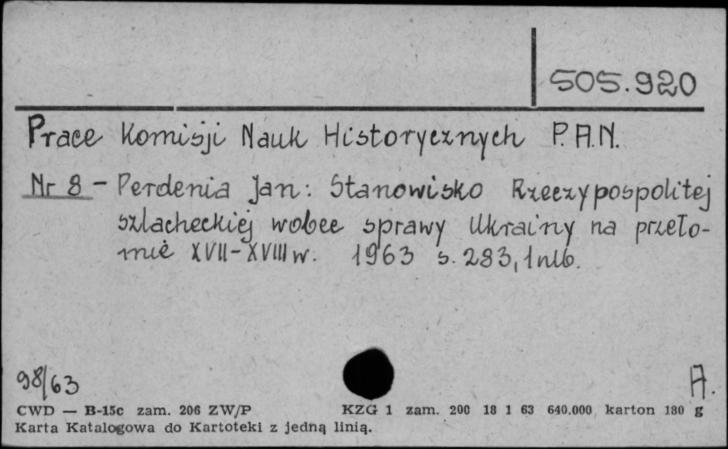 505.920
Prace Komisji Nauk Historycznych P.A.N.
Nr 8 - Perdenia Jan: Stanowisko Rzeczypospolitej
szlacheckiej wobec sprawy Ukrainy na przeło-
mie XVII-XVIII w. 1963 s. 283, 1 nlb.
98/63
A.
CWD — B-15c zam. 206 ZW/P KZG 1 zam. 200 18 1 63 640.000 karton 180 g
Karta Katalogowa do Kartoteki z jedną linią.